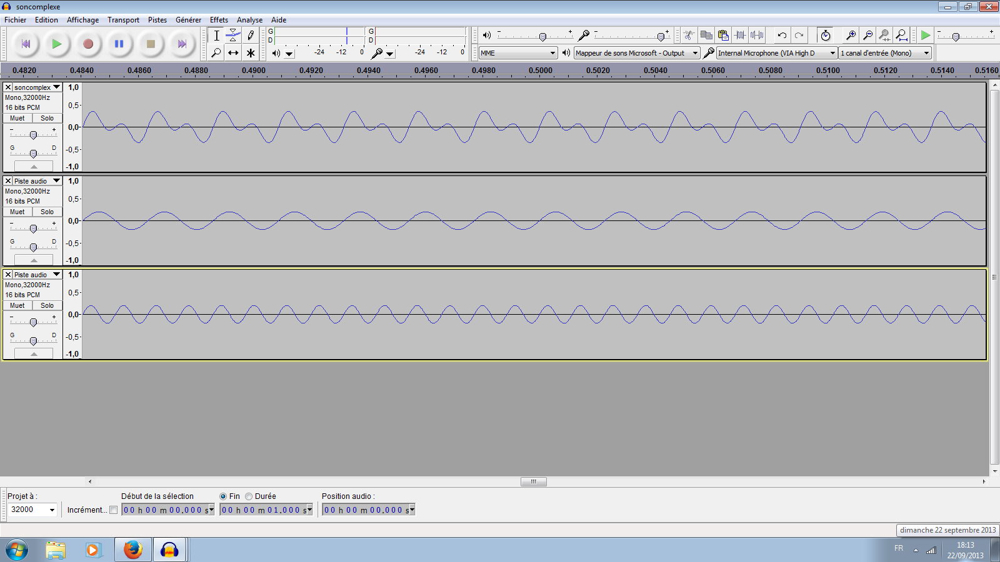 soncomplexe
Fichier Edition Affichage Transport Pistes Générer Effets Analyse Aide
G
D
-24 -12 0
G
D
-24 -12 0
- +
- +
- +
MME
Mappeur de sons Microsoft - Output
Internal Microphone (VIA High D
1 canal d'entrée (Mono)
0.4820 0.4840 0.4860 0.4880 0.4900 0.4920 0.4940 0.4960 0.4980 0.5000 0.5020 0.5040 0.5060 0.5080 0.5100 0.5120 0.5140 0.5160
soncomplex
Mono,32000Hz
16 bits PCM
Muet Solo
- +
G D
1,0
0,5
0,0
-0,5
-1,0
Piste audio
Mono,32000Hz
16 bits PCM
Muet Solo
- +
G D
1,0
0,5
0,0
-0,5
-1,0
Piste audio
Mono,32000Hz
16 bits PCM
Muet Solo
- +
G D
1,0
0,5
0,0
-0,5
-1,0
Projet à :
32000
Incrément...
Début de la sélection
00 h 00 m 00.000 s
Fin Durée
00 h 00 m 01.000 s
Position audio :
00 h 00 m 00.000 s
dimanche 22 septembre 2013
FR
18:13
22/09/2013